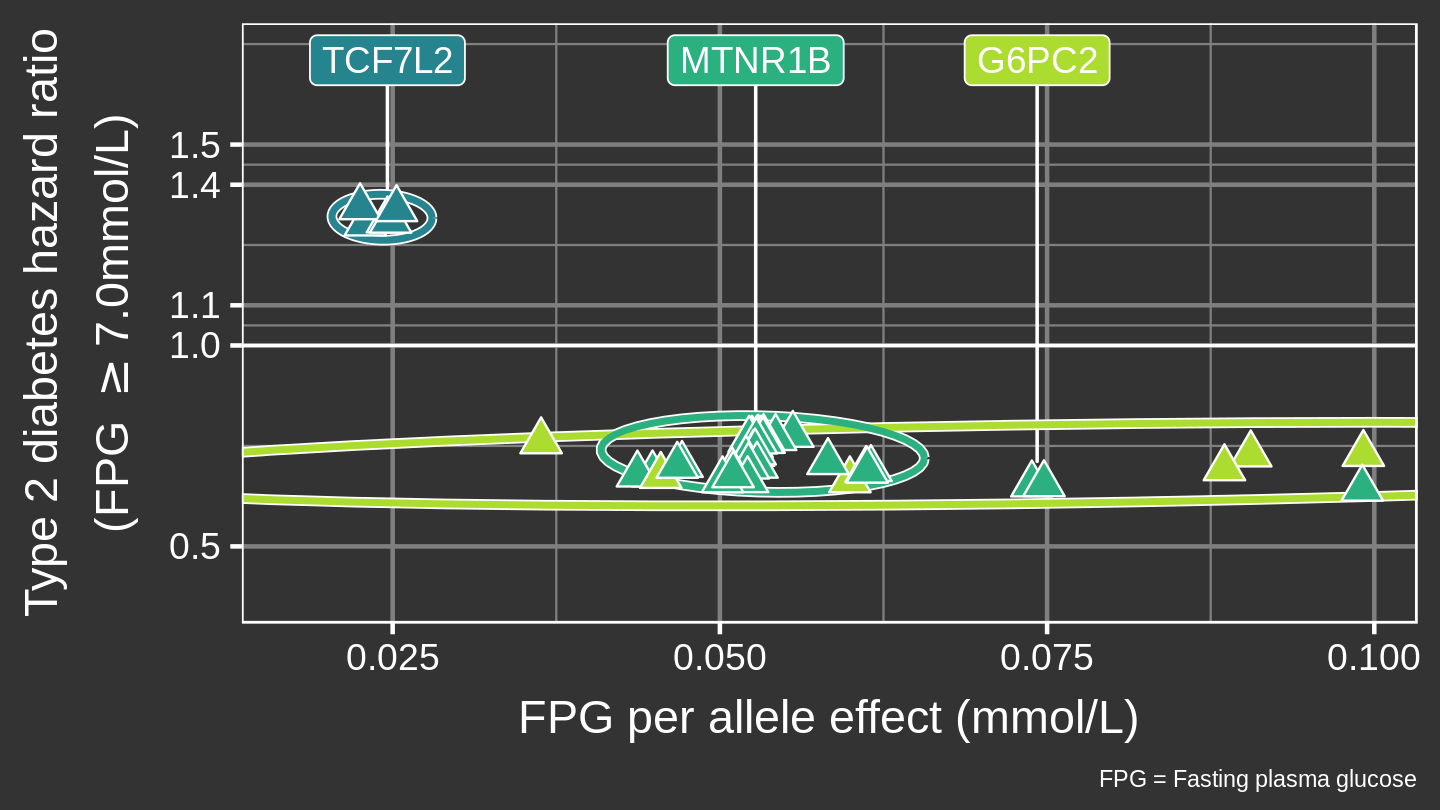 TCF7L2
MTNR1B
G6PC2
Type 2 diabetes hazard ratio
(FPG ≥ 7.0mmol/L)
1.5
1.4
1.1
1.0
0.5
0.025
0.050
0.075
0.100
FPG per allele effect (mmol/L)
FPG = Fasting plasma glucose